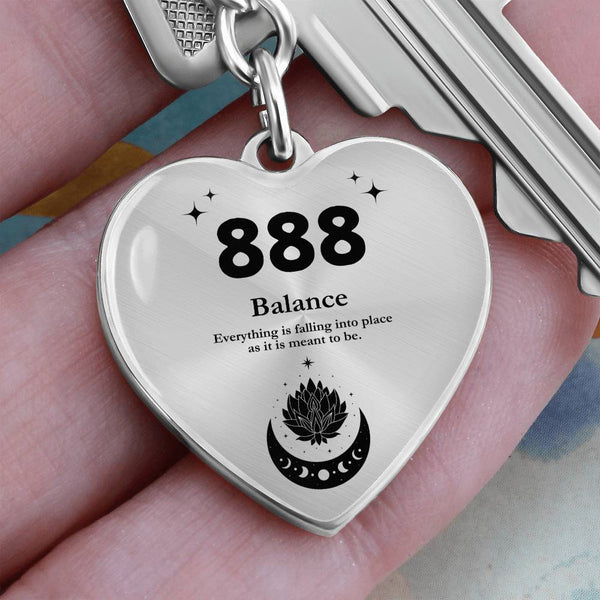 888
Balance
Everything is falling into place
as it is meant to be.